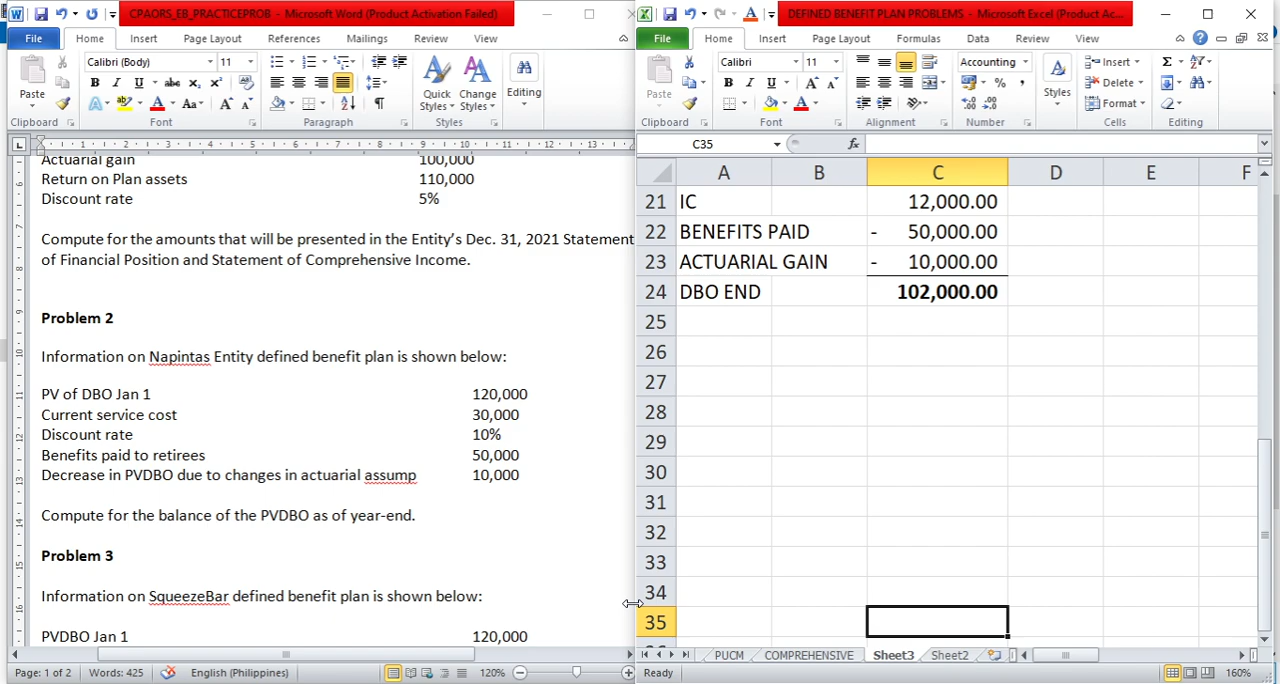 CPAORS_EB_PRACTICEPROB - Microsoft Word (Product Activation Failed)
File Home Insert Page Layout References Mailings Review View
Calibri (Body) 11
Paste
Quick Styles
Change Styles
Editing
Clipboard Font Paragraph Styles
Actuarial gain 100,000
Return on Plan assets 110,000
Discount rate 5%
Compute for the amounts that will be presented in the Entity's Dec. 31, 2021 Statement
of Financial Position and Statement of Comprehensive Income.
Problem 2
Information on Napintas Entity defined benefit plan is shown below:
PV of DBO Jan 1 120,000
Current service cost 30,000
Discount rate 10%
Benefits paid to retirees 50,000
Decrease in PVDBO due to changes in actuarial assump 10,000
Compute for the balance of the PVDBO as of year-end.
Problem 3
Information on SqueezeBar defined benefit plan is shown below:
PVDBO Jan 1 120,000
Page: 1 of 2 Words: 425 English (Philippines) 120%
DEFINED BENEFIT PLAN PROBLEMS - Microsoft Excel (Product Ac...
File Home Insert Page Layout Formulas Data Review View
Calibri 11 Accounting
Paste
Styles
Insert
Delete
Format
Clipboard Font Alignment Number Cells Editing
C35 fx
A B C D E F
21 IC 12,000.00
22 BENEFITS PAID - 50,000.00
23 ACTUARIAL GAIN - 10,000.00
24 DBO END 102,000.00
25
26
27
28
29
30
31
32
33
34
35
PUCM COMPREHENSIVE Sheet3 Sheet2
Ready 160%